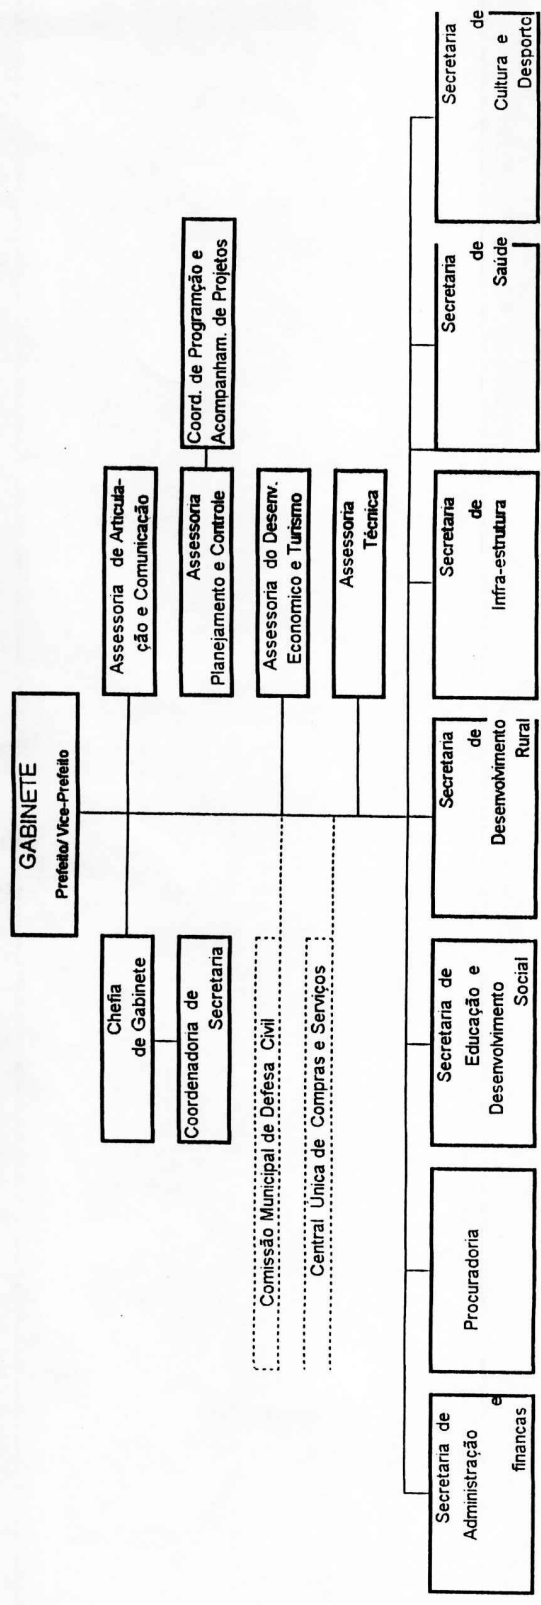 GABINETE
Prefeito/ Vice-Prefeito
Chefia
de Gabinete
Assessoria de Articula-
ção e Comunicação
Coordenadoria de
Secretaria
Assessoria
Planejamento e Controle
Coord. de Programção e
Acompanham. de Projetos
Comissão Municipal de Defesa Civil
Assessoria do Desenv.
Economico e Turismo
Central Unica de Compras e Serviços
Assessoria
Técnica
Secretaria de
Administração e
financas
Procuradoria
Secretaria de
Educação e
Desenvolvimento
Social
Secretaria
de
Desenvolvimento
Rural
Secretaria
de
Infra-estrutura
Secretaria
de
Saúde
Secretaria
de
Cultura e
Desporto